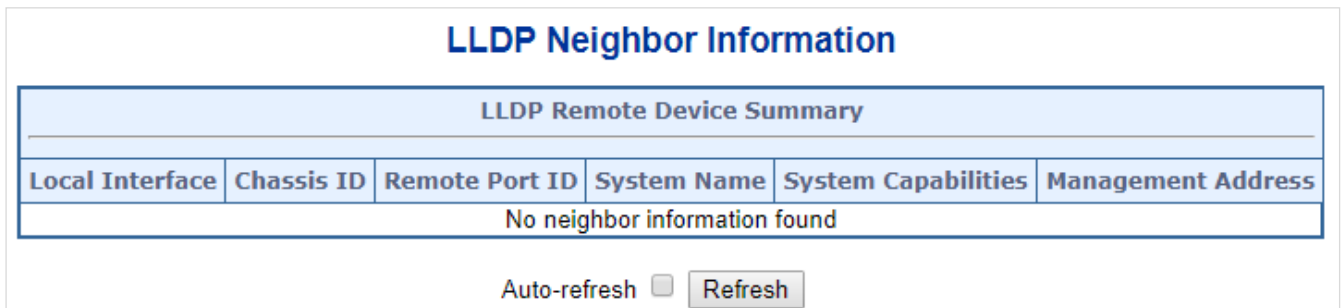 LLDP Neighbor Information
LLDP Remote Device Summary
Local Interface Chassis ID Remote Port ID System Name System Capabilities Management Address
No neighbor information found
Auto-refresh Refresh